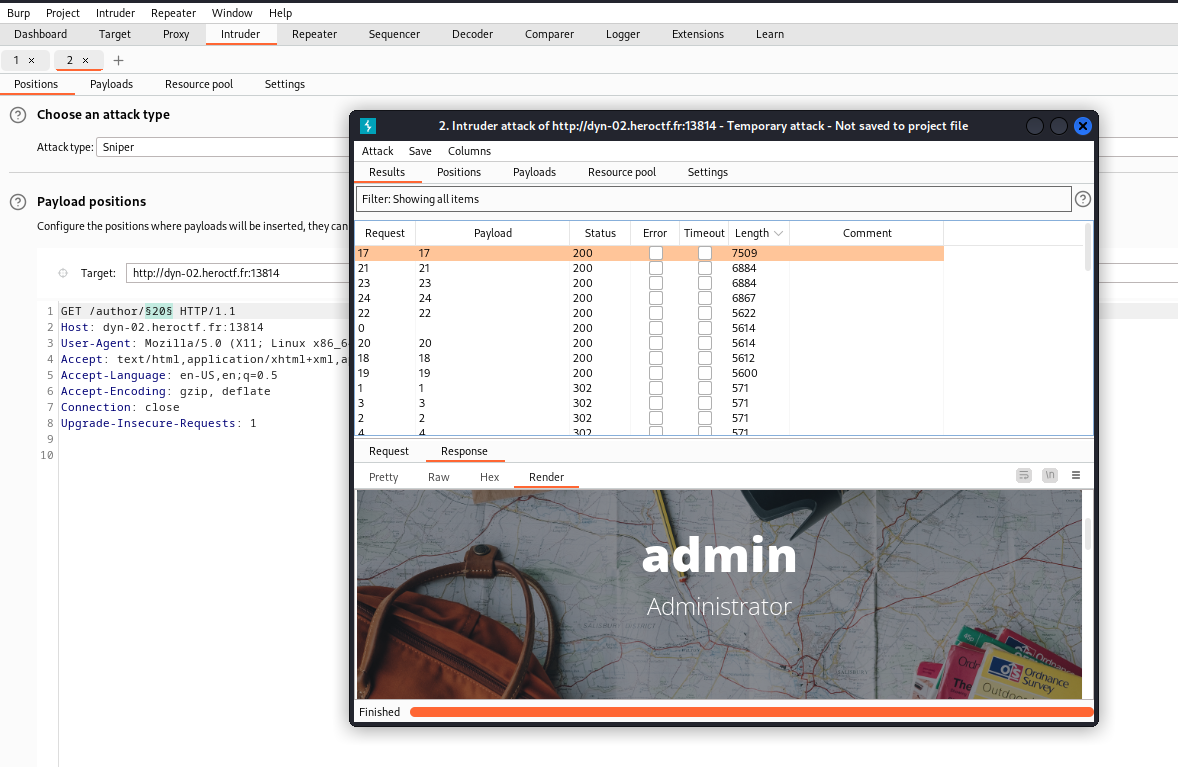 Burp Project Intruder Repeater Window Help
Dashboard Target Proxy Intruder Repeater Sequencer Decoder Comparer Logger Extensions Learn
1 × 2 × +
Positions Payloads Resource pool Settings
? Choose an attack type
Attack type: Sniper
? Payload positions
Configure the positions where payloads will be inserted, they can
Target: http://dyn-02.heroctf.fr:13814
1 GET /author/§20§ HTTP/1.1
2 Host: dyn-02.heroctf.fr:13814
3 User-Agent: Mozilla/5.0 (X11; Linux x86_6
4 Accept: text/html,application/xhtml+xml,a
5 Accept-Language: en-US,en;q=0.5
6 Accept-Encoding: gzip, deflate
7 Connection: close
8 Upgrade-Insecure-Requests: 1
9
10
2. Intruder attack of http://dyn-02.heroctf.fr:13814 - Temporary attack - Not saved to project file
Attack Save Columns
Results Positions Payloads Resource pool Settings
Filter: Showing all items ?
Request Payload Status Error Timeout Length Comment
17 17 200 7509
21 21 200 6884
23 23 200 6884
24 24 200 6867
22 22 200 5622
0 200 5614
20 20 200 5614
18 18 200 5612
19 19 200 5600
1 1 302 571
3 3 302 571
2 2 302 571
4 4 302 571
Request Response
Pretty Raw Hex Render \n
admin
Administrator
SALISBURY DISTRICT
Ordnance
Survey
Outdoo
Finished